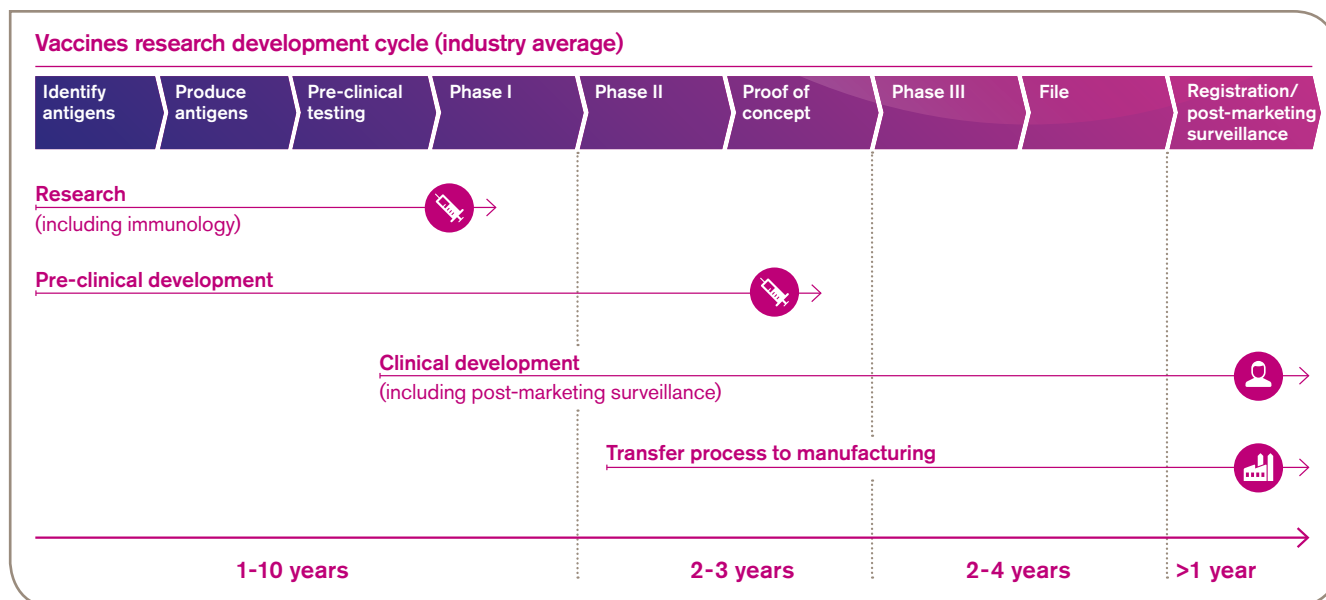 Vaccines research development cycle (industry average)
Identify
antigens
Produce
antigens
Pre-clinical
testing
Phase I
Phase II
Proof of
concept
Phase III
File
Registration/
post-marketing
surveillance
Research
(including immunology)
Pre-clinical development
Clinical development
(including post-marketing surveillance)
Transfer process to manufacturing
1-10 years
2-3 years
2-4 years
>1 year